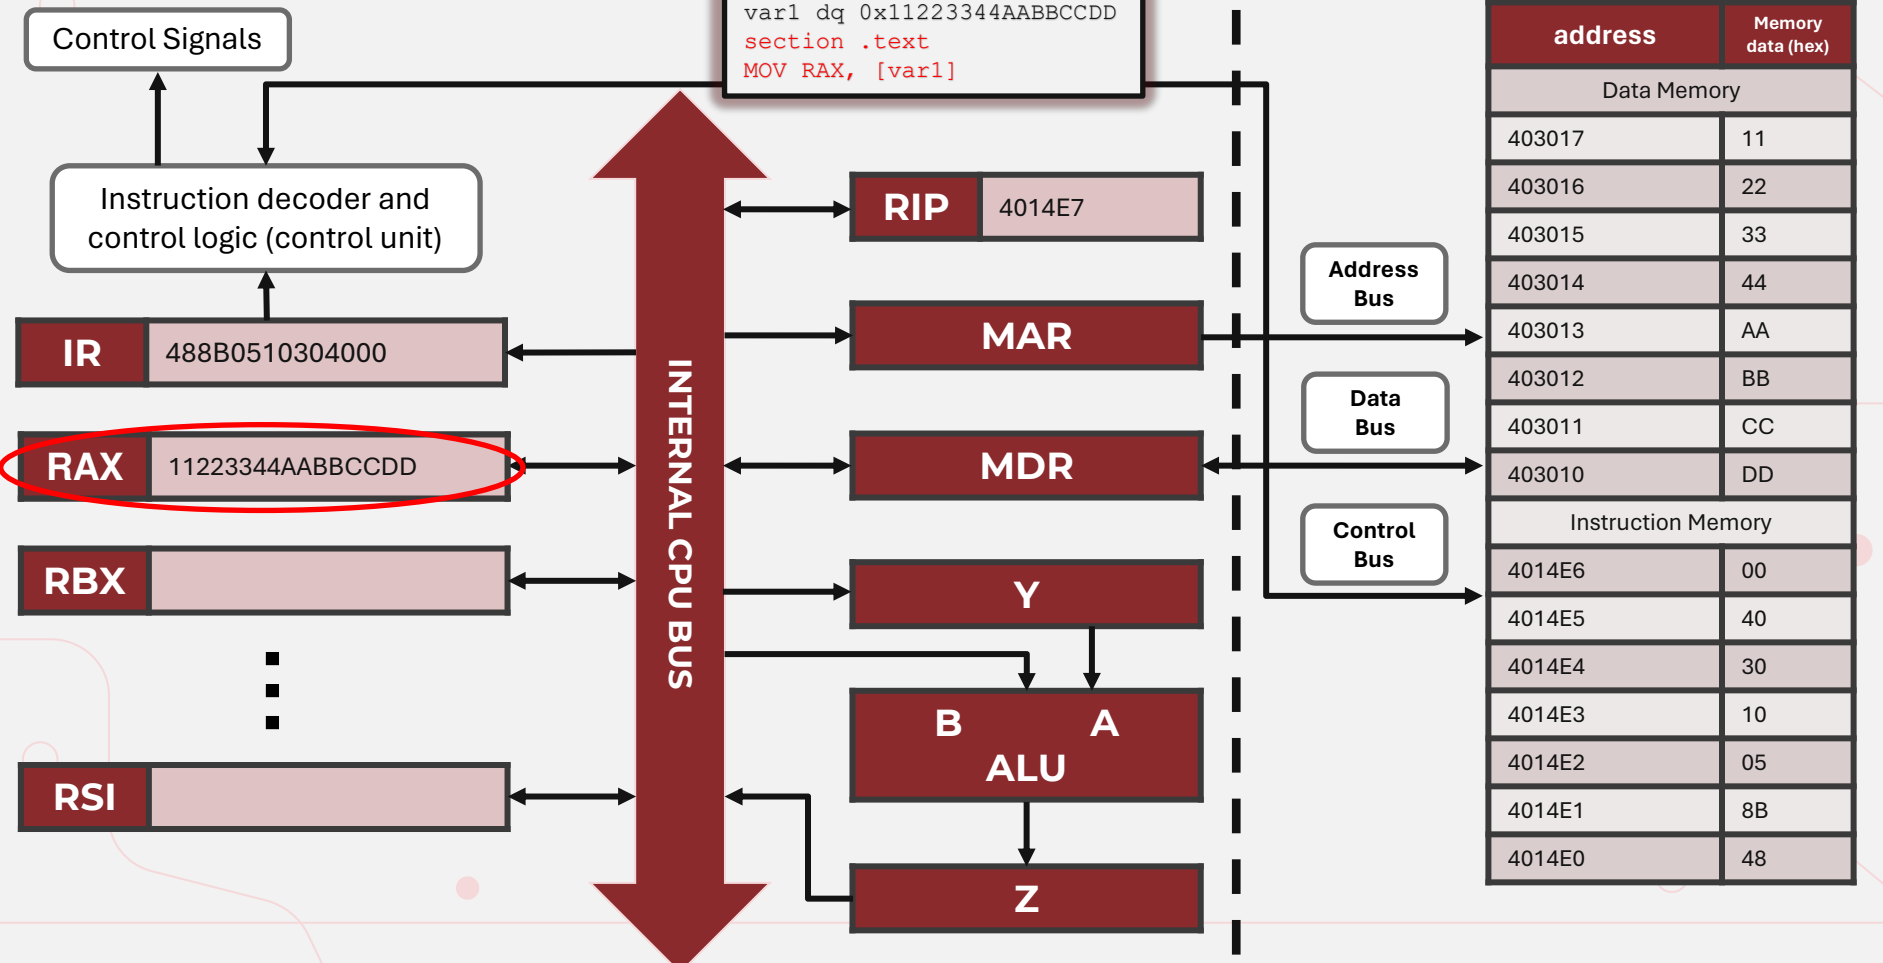 var1 dq 0x11223344AABBCCDD
section .text
MOV RAX, [var1]
Control Signals
Instruction decoder and
control logic (control unit)
IR 488B0510304000
RAX 11223344AABBCCDD
RBX
RSI
INTERNAL CPU BUS
RIP 4014E7
MAR
MDR
Y
B A
ALU
Z
Address
Bus
Data
Bus
Control
Bus
address Memory
data (hex)
Data Memory
403017 11
403016 22
403015 33
403014 44
403013 AA
403012 BB
403011 CC
403010 DD
Instruction Memory
4014E6 00
4014E5 40
4014E4 30
4014E3 10
4014E2 05
4014E1 8B
4014E0 48